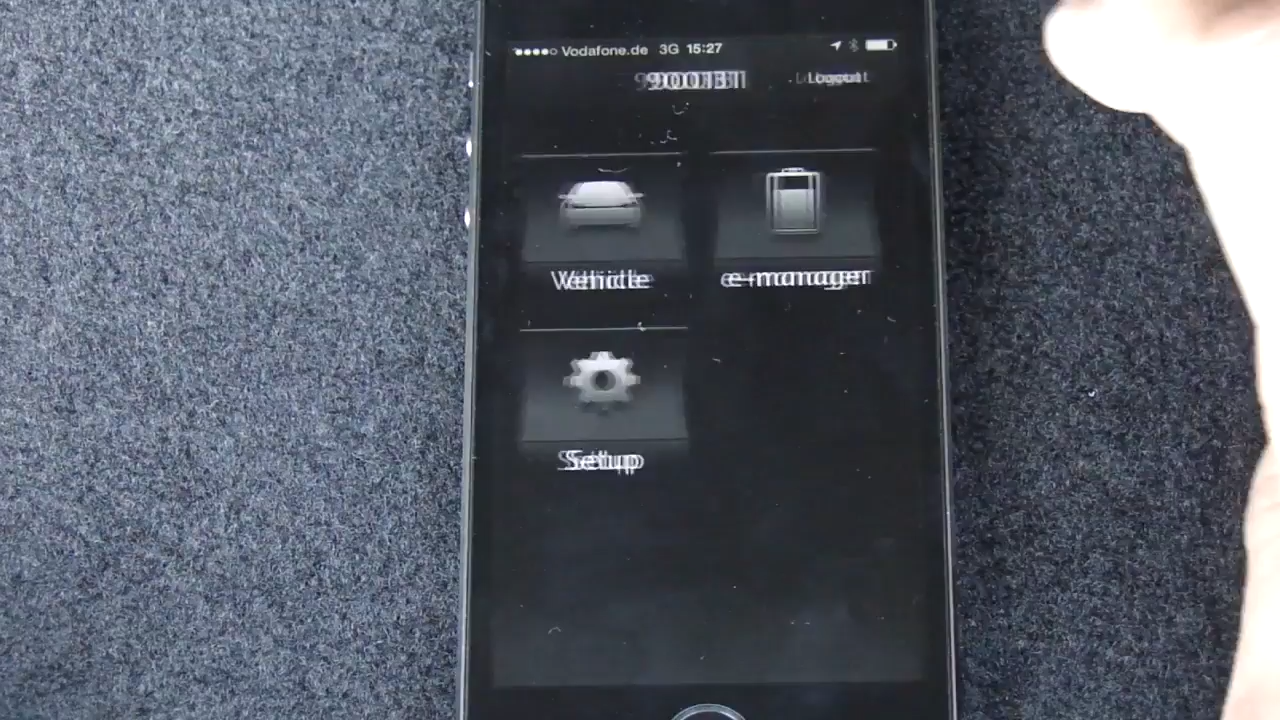 Vodafone.de 3G 15:27
Logout
Vehicle
e-manager
Setup